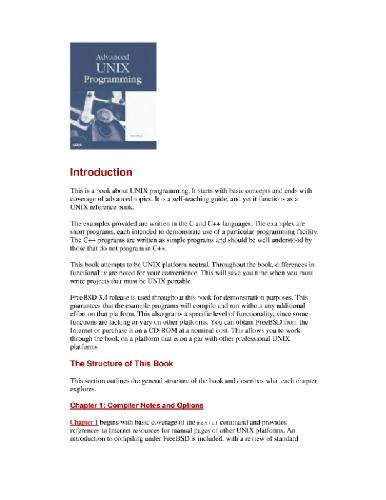 Advanced
UNIX
Programming
Introduction
This is a book about UNIX programming. It starts with basic concepts and ends with
coverage of advanced topics. It is a self-teaching guide, and yet it functions as a
UNIX reference book.
The examples provided are written in the C and C++ languages. The examples are
short programs, each intended to demonstrate use of a particular programming facility.
The C++ programs are written as simple programs and should be well understood by
those that do not program in C++.
This book attempts to be UNIX platform neutral. Throughout the book, differences in
functionality are noted for your convenience. This will save you time when you must
write projects that must be UNIX portable.
FreeBSD 3.4 release is used throughout this book for demonstration purposes. This
guarantees that the example programs will compile and run without any additional
effort on that platform. This also grants a specific level of functionality, since some
functions are lacking or vary on other platforms. You can obtain FreeBSD from the
Internet or purchase it on a CD-ROM at a nominal cost. This allows you to work
through the book on a platform that is on a par with other professional UNIX
platforms
The Structure of This Book
This section outlines the general structure of the book and describes what each chapter
explores.
Chapter 1: Compiler Notes and Options
Chapter 1 begins with basic coverage of the man(1) command and provides
references to Internet resources for manual pages of other UNIX platforms. An
introduction to compiling under FreeBSD is included, with a review of standard